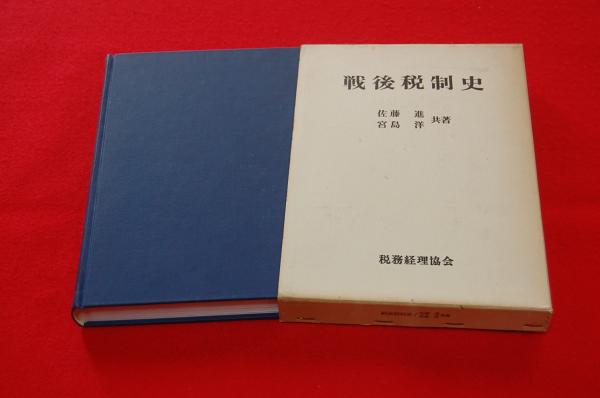 戦後税制史
佐藤 進
宮島 洋 共著
税務経理協会